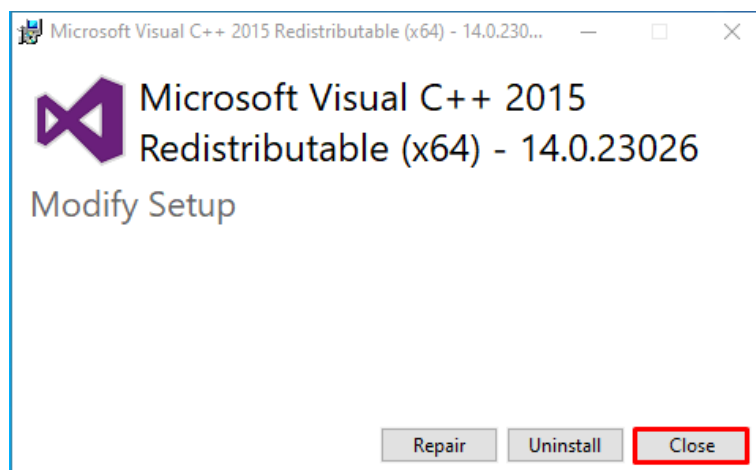 Microsoft Visual C++ 2015 Redistributable (x64) - 14.0.230...
Microsoft Visual C++ 2015
Redistributable (x64) - 14.0.23026
Modify Setup
Repair Uninstall Close